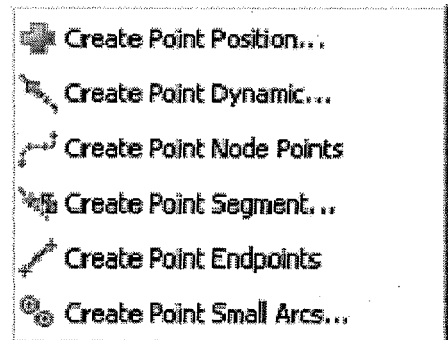 Create Point Position...
Create Point Dynamic...
Create Point Node Points
Create Point Segment...
Create Point Endpoints
Create Point Small Arcs...